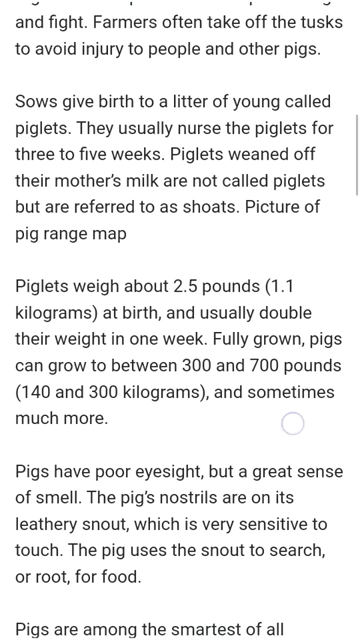 and fight. Farmers often take off the tusks
to avoid injury to people and other pigs.
Sows give birth to a litter of young called
piglets. They usually nurse the piglets for
three to five weeks. Piglets weaned off
their mother's milk are not called piglets
but are referred to as shoats. Picture of
pig range map
Piglets weigh about 2.5 pounds (1.1
kilograms) at birth, and usually double
their weight in one week. Fully grown, pigs
can grow to between 300 and 700 pounds
(140 and 300 kilograms), and sometimes
much more.
Pigs have poor eyesight, but a great sense
of smell. The pig's nostrils are on its
leathery snout, which is very sensitive to
touch. The pig uses the snout to search,
or root, for food.
Pigs are among the smartest of all